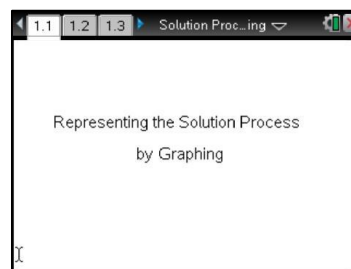 1.1 1.2 1.3 Solution Proc...ing
Representing the Solution Process
by Graphing